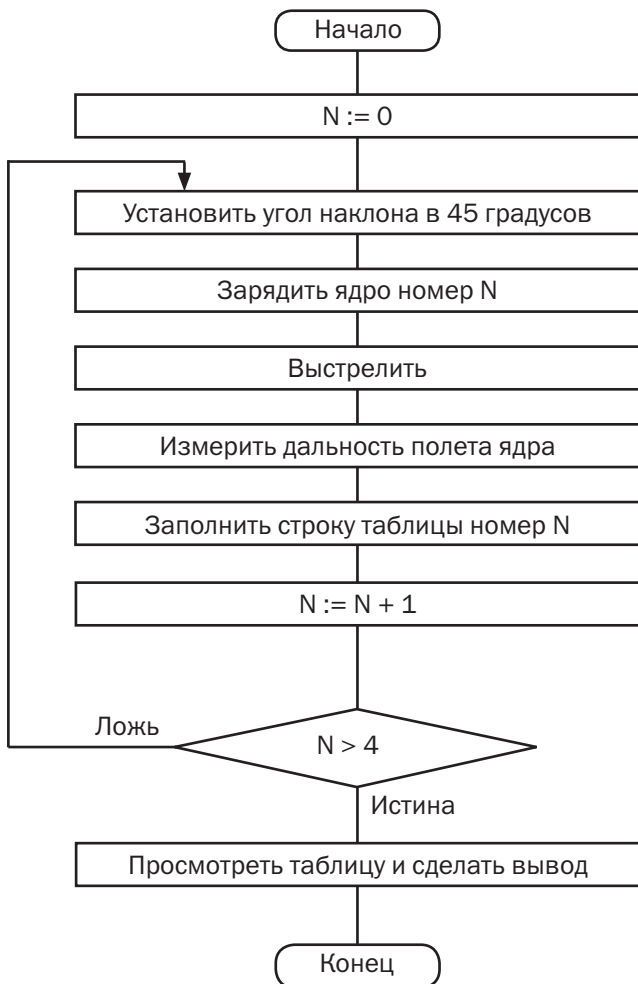 Начало
N := 0
Установить угол наклона в 45 градусов
Зарядить ядро номер N
Выстрелить
Измерить дальность полета ядра
Заполнить строку таблицы номер N
N := N + 1
Ложь
N > 4
Истина
Просмотреть таблицу и сделать вывод
Конец